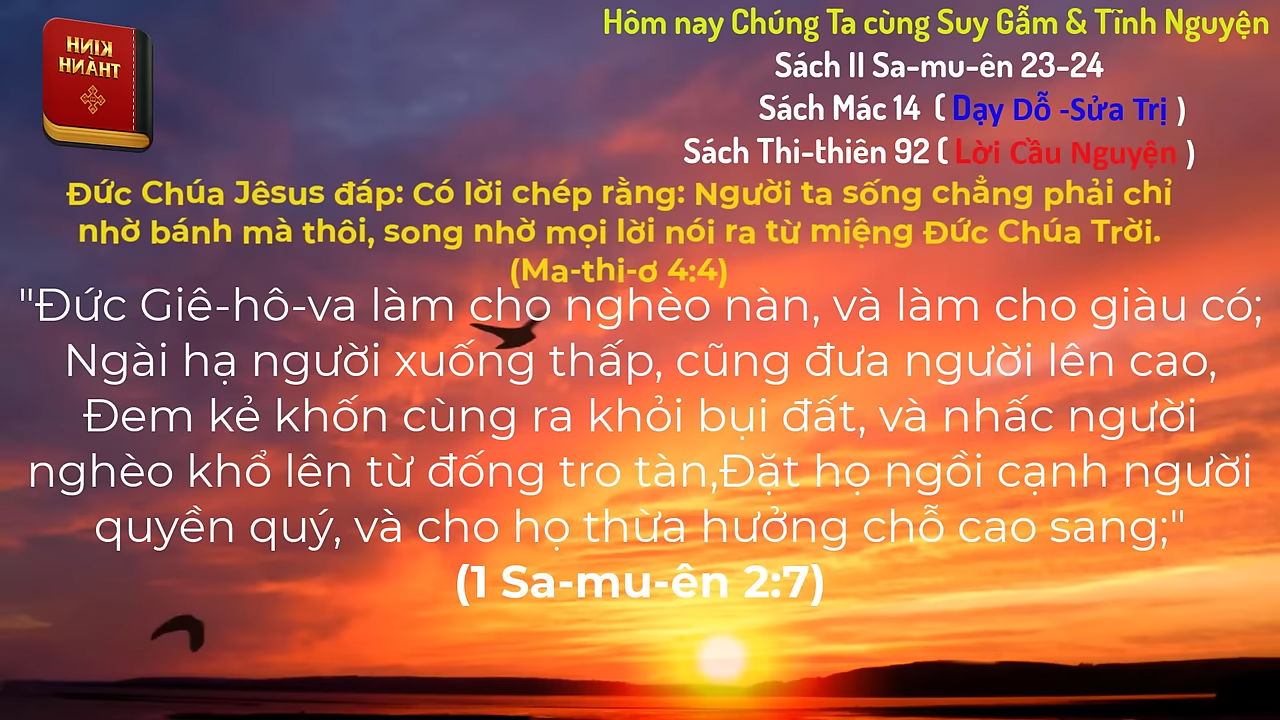 KINH
THÁNH
Hôm nay Chúng Ta cùng Suy Gẫm & Tĩnh Nguyện
Sách II Sa-mu-ên 23-24
Sách Mác 14 ( Dạy Dỗ -Sửa Trị )
Sách Thi-thiên 92 ( Lời Cầu Nguyện )
Đức Chúa Jêsus đáp: Có lời chép rằng: Người ta sống chẳng phải chỉ
nhờ bánh mà thôi, song nhờ mọi lời nói ra từ miệng Đức Chúa Trời.
(Ma-thi-ơ 4:4)
"Đức Giê-hô-va làm cho nghèo nàn, và làm cho giàu có;
Ngài hạ người xuống thấp, cũng đưa người lên cao,
Đem kẻ khốn cùng ra khỏi bụi đất, và nhấc người
nghèo khổ lên từ đống tro tàn,Đặt họ ngồi cạnh người
quyền quý, và cho họ thừa hưởng chỗ cao sang;"
(1 Sa-mu-ên 2:7)